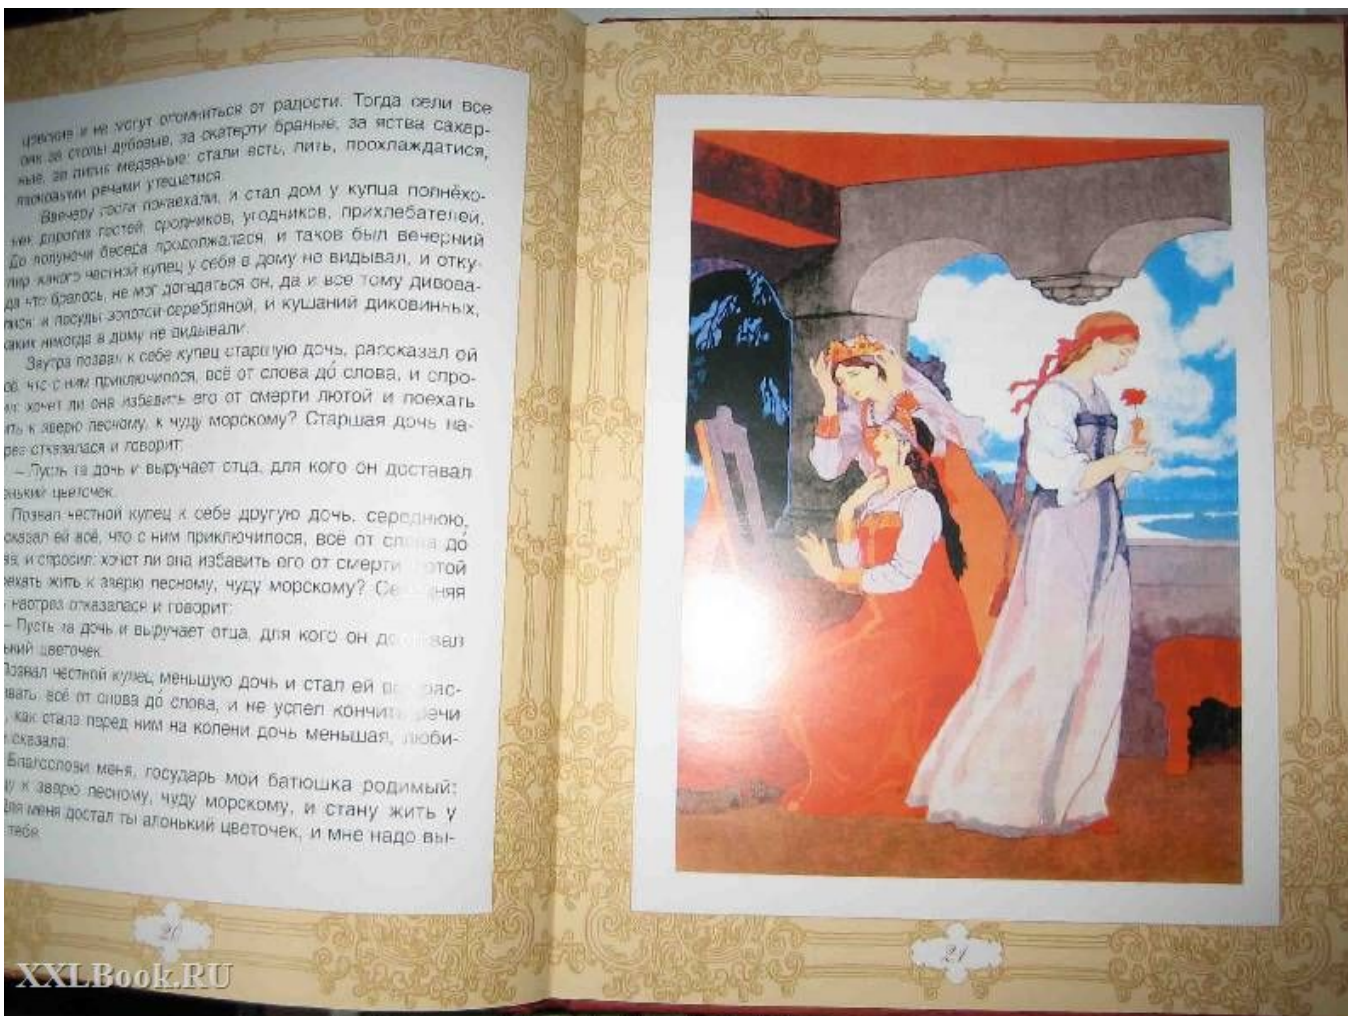 царские и не могут опомниться от радости. Тогда сели все
они за столы дубовые, за скатерти браные, за яства сахар-
ные, за питья медвяные; стали есть, пить, прохлаждатися,
ласковыми речами утешатися.
Ввечеру гости понаехали, и стал дом у купца полнёхо-
нек дорогих гостей, сродников, угодников, прихлебателей.
До полуночи беседа продолжалася, и таков был вечерний
пир, какого честной купец у себя в дому не видывал, и отку-
да что бралось, не мог догадаться он, да и все тому дивова-
лися: и посуды золотой-серебряной, и кушаний диковинных,
каких никогда в дому не видывали.
Заутра позвал к себе купец старшую дочь, рассказал ей
всё, что с ним приключилося, всё от слова до́ слова, и спро-
сил: хочет ли она избавить его от смерти лютой и поехать
жить к зверю лесному, к чуду морскому? Старшая дочь на-
отрез отказалася и говорит:
– Пусть та дочь и выручает отца, для кого он доставал
аленький цветочек.
Позвал честной купец к себе другую дочь, середнюю,
рассказал ей всё, что с ним приключилося, всё от слова до́
слова, и спросил: хочет ли она избавить его от смерти лютой
и поехать жить к зверю лесному, чуду морскому? Середняя
дочь наотрез отказалася и говорит:
– Пусть та дочь и выручает отца, для кого он доставал
аленький цветочек.
Позвал честной купец меньшую дочь и стал ей всё рас-
сказывать, всё от слова до́ слова, и не успел кончить речи
как стала перед ним на колени дочь меньшая, люби-
и сказала:
Благослови меня, государь мой батюшка родимый:
к зверю лесному, чуду морскому, и стану жить у
Для меня достал ты аленький цветочек, и мне надо вы-
тебя.
20
21
XXLBook.RU